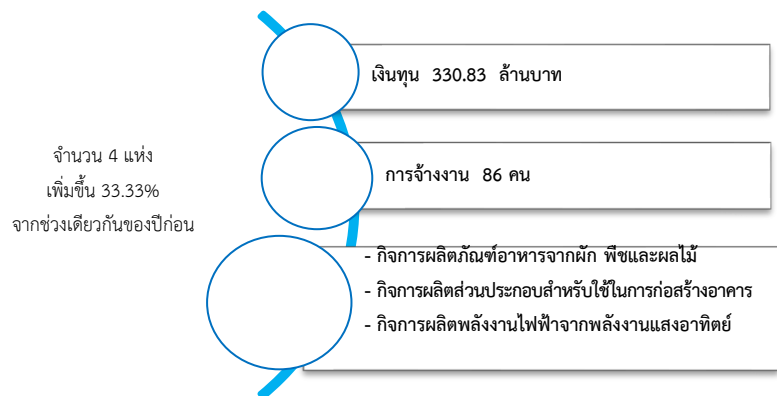 จำนวน 4 แห่ง
เพิ่มขึ้น 33.33%
จากช่วงเดียวกันของปีก่อน
เงินทุน 330.83 ล้านบาท
การจ้างงาน 86 คน
- กิจการผลิตภัณฑ์อาหารจากผัก พืชและผลไม้
- กิจการผลิตส่วนประกอบสำหรับใช้ในการก่อสร้างอาคาร
- กิจการผลิตพลังงานไฟฟ้าจากพลังงานแสงอาทิตย์